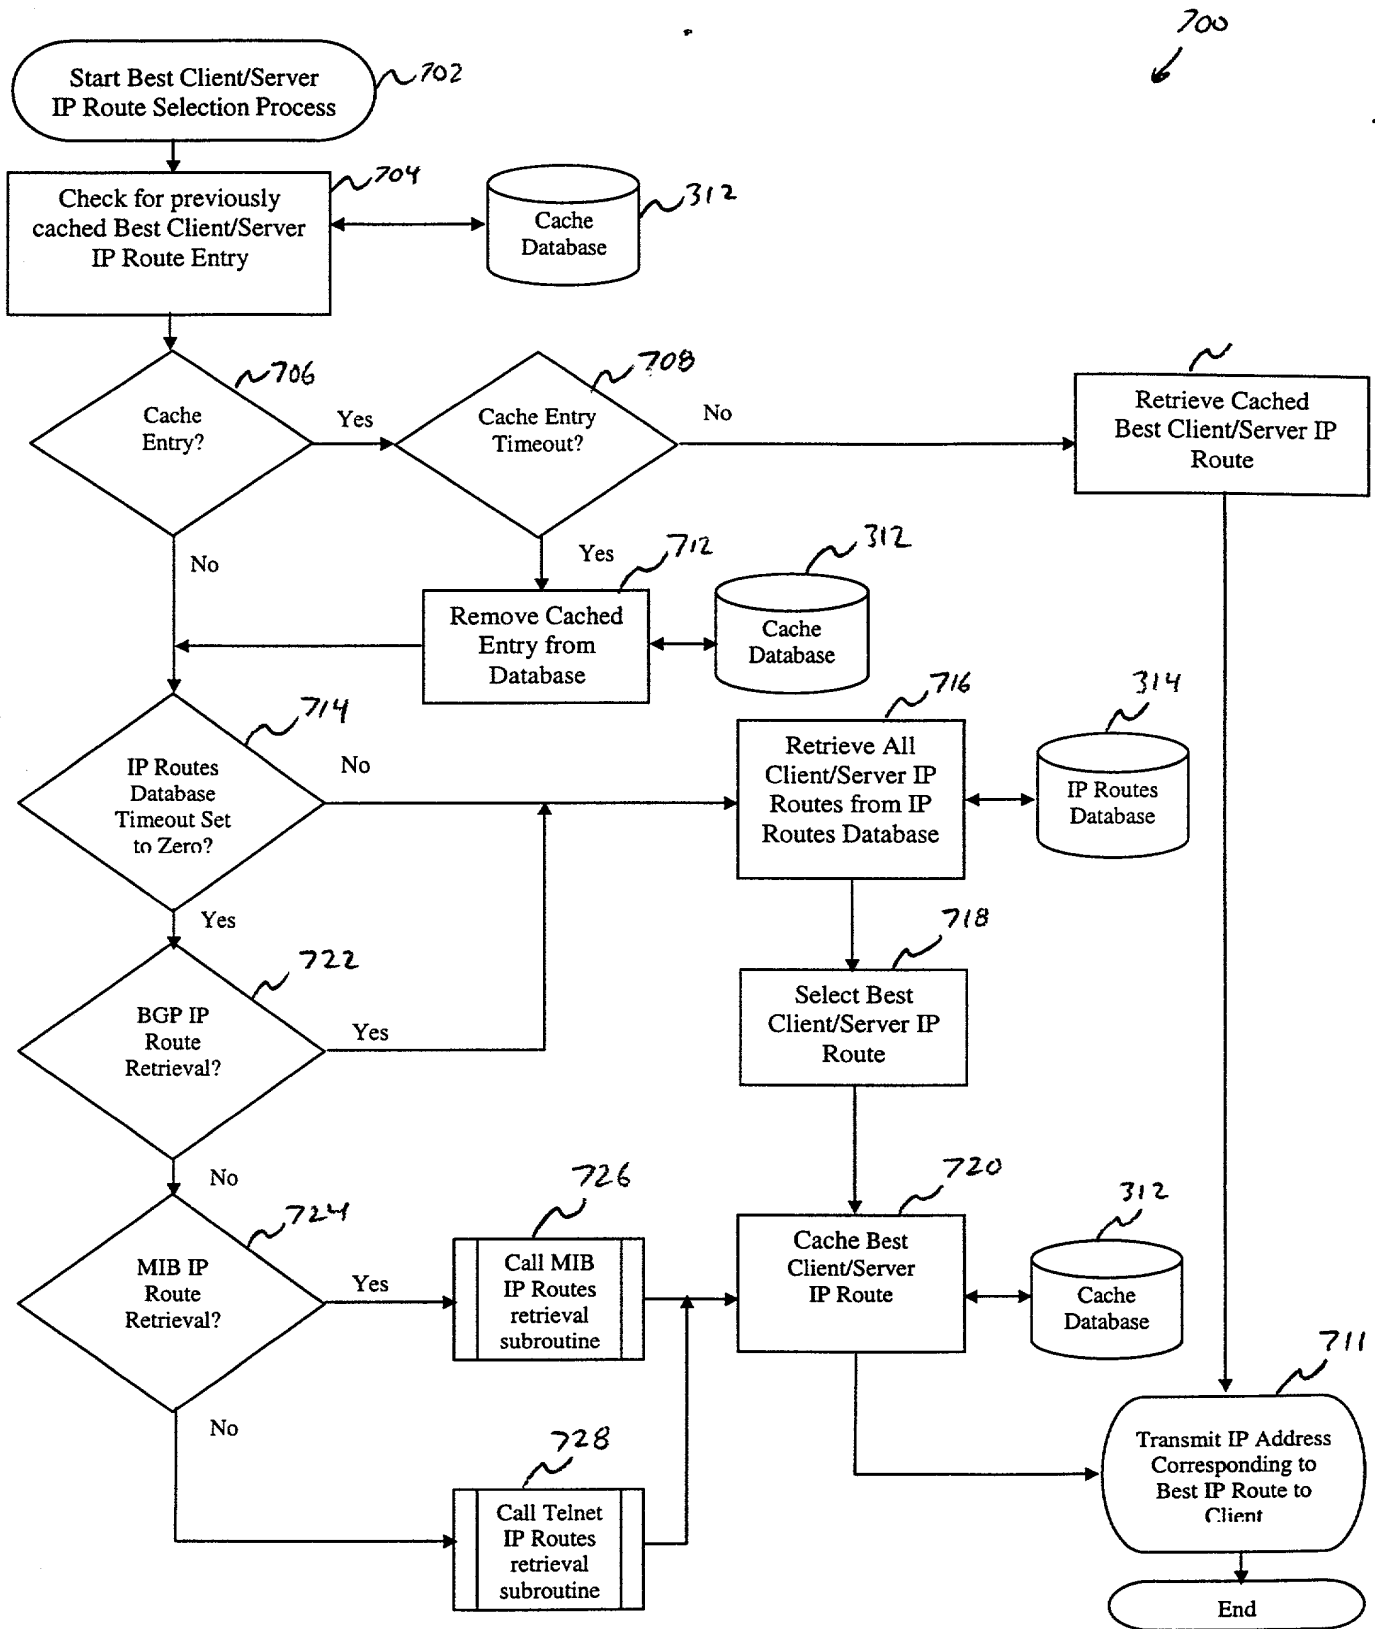 700
Start Best Client/Server
IP Route Selection Process
702
Check for previously
cached Best Client/Server
IP Route Entry
704
Cache
Database
312
Cache
Entry?
706
Yes
No
Cache Entry
Timeout?
708
No
Yes
Retrieve Cached
Best Client/Server IP
Route
Remove Cached
Entry from
Database
712
Cache
Database
312
IP Routes
Database
Timeout Set
to Zero?
714
No
Yes
Retrieve All
Client/Server IP
Routes from IP
Routes Database
716
IP Routes
Database
314
Select Best
Client/Server IP
Route
718
BGP IP
Route
Retrieval?
722
Yes
No
MIB IP
Route
Retrieval?
724
Yes
No
Call MIB
IP Routes
retrieval
subroutine
726
Cache Best
Client/Server
IP Route
720
Cache
Database
312
Call Telnet
IP Routes
retrieval
subroutine
728
Transmit IP Address
Corresponding to
Best IP Route to
Client
711
End